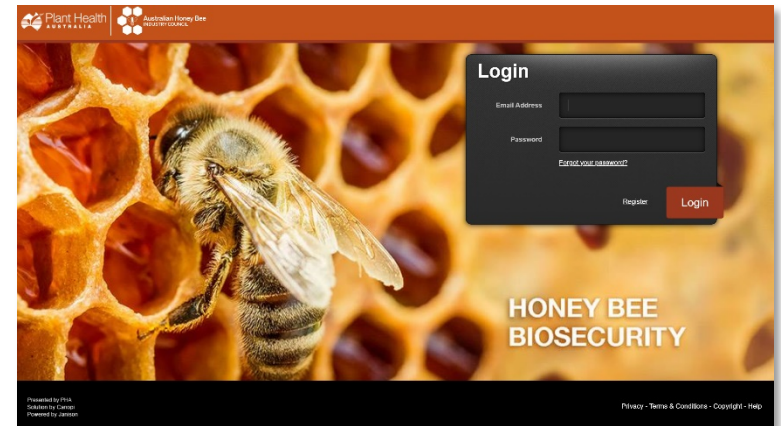 Plant Health
AUSTRALIA
Australian Honey Bee
INDUSTRY COUNCIL
Login
Email Address
Password
Forgot your password?
Register
Login
HONEY BEE
BIOSECURITY
Presented by PHA
Solution by Canopi
Powered by Janison
Privacy - Terms & Conditions - Copyright - Help